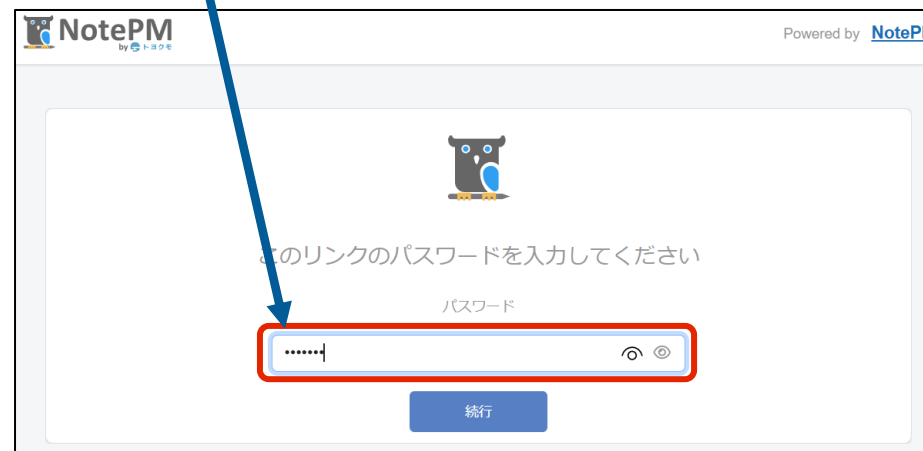 NotePM
by トヨクモ
Powered by NoteP
このリンクのパスワードを入力してください
パスワード
•••••••
続行